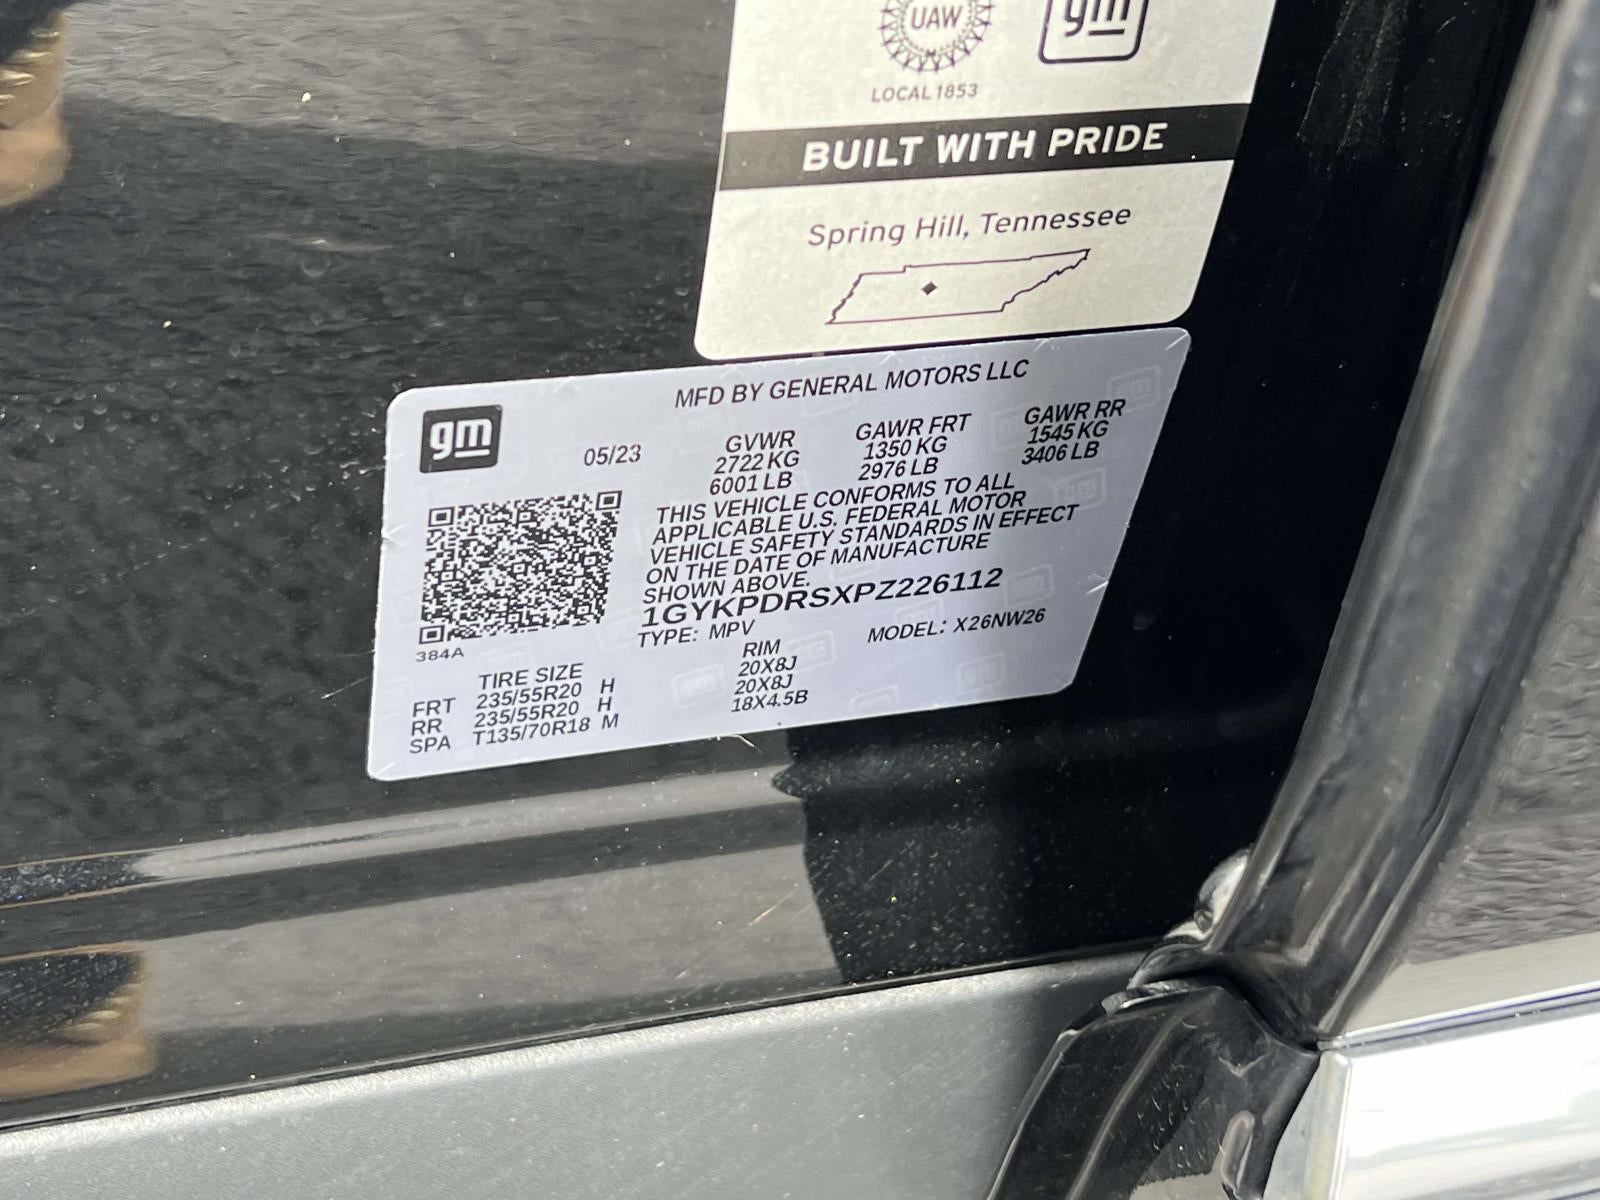 UAW
gm
LOCAL 1853
BUILT WITH PRIDE
Spring Hill, Tennessee
MFD BY GENERAL MOTORS LLC
gm
05/23
GVWR
2722 KG
6001 LB
GAWR FRT
1350 KG
2976 LB
GAWR RR
1545 KG
3406 LB
THIS VEHICLE CONFORMS TO ALL
APPLICABLE U.S. FEDERAL MOTOR
VEHICLE SAFETY STANDARDS IN EFFECT
ON THE DATE OF MANUFACTURE
SHOWN ABOVE.
1GYKPDRSXPZ226112
TYPE: MPV
MODEL: X26NW26
384A
TIRE SIZE RIM
FRT 235/55R20 H 20X8J
RR 235/55R20 H 20X8J
SPA T135/70R18 M 18X4.5B